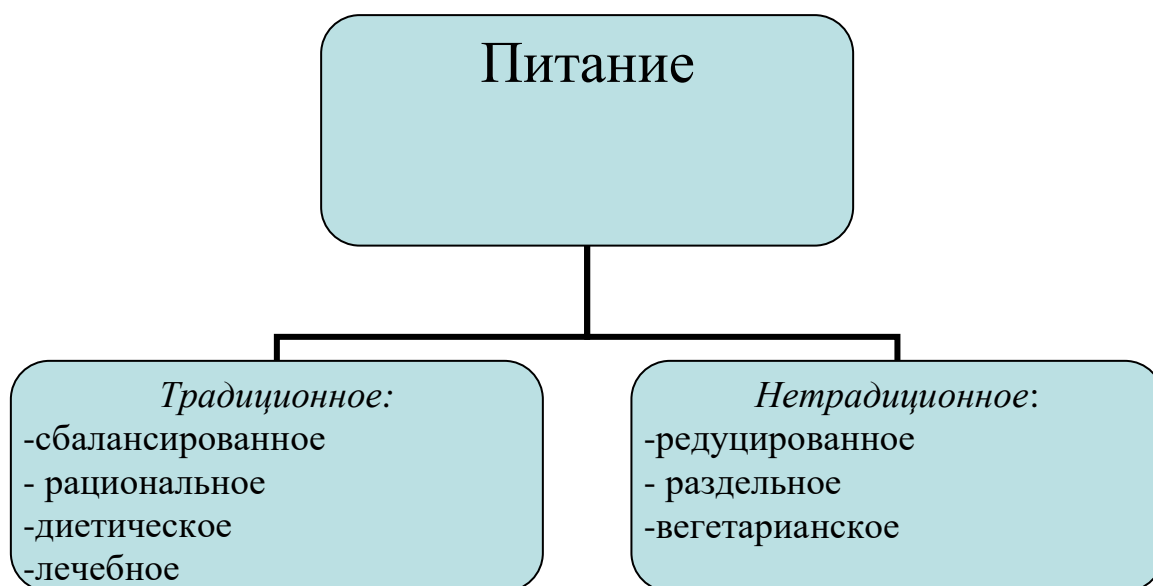 Питание
Традиционное:
-сбалансированное
- рациональное
-диетическое
-лечебное
Нетрадиционное:
-редуцированное
- раздельное
-вегетарианское